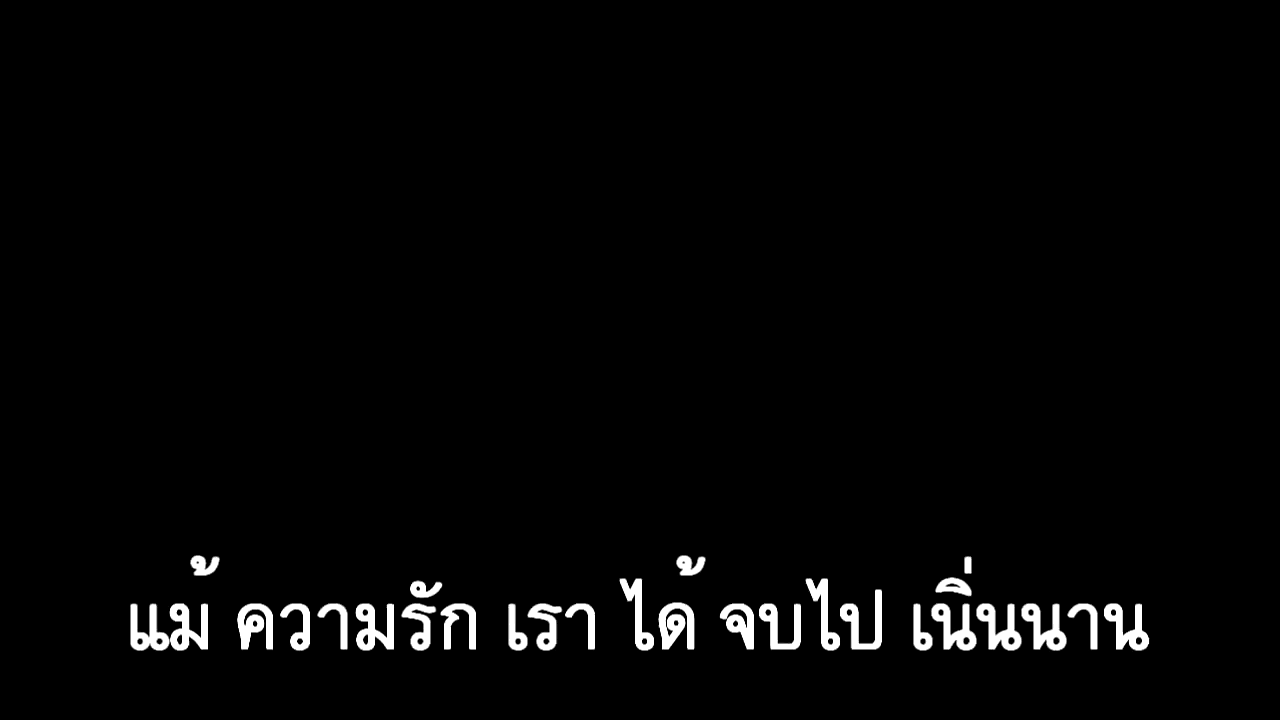 แม้ ความรัก เรา ได้ จบไป เนิ่นนาน